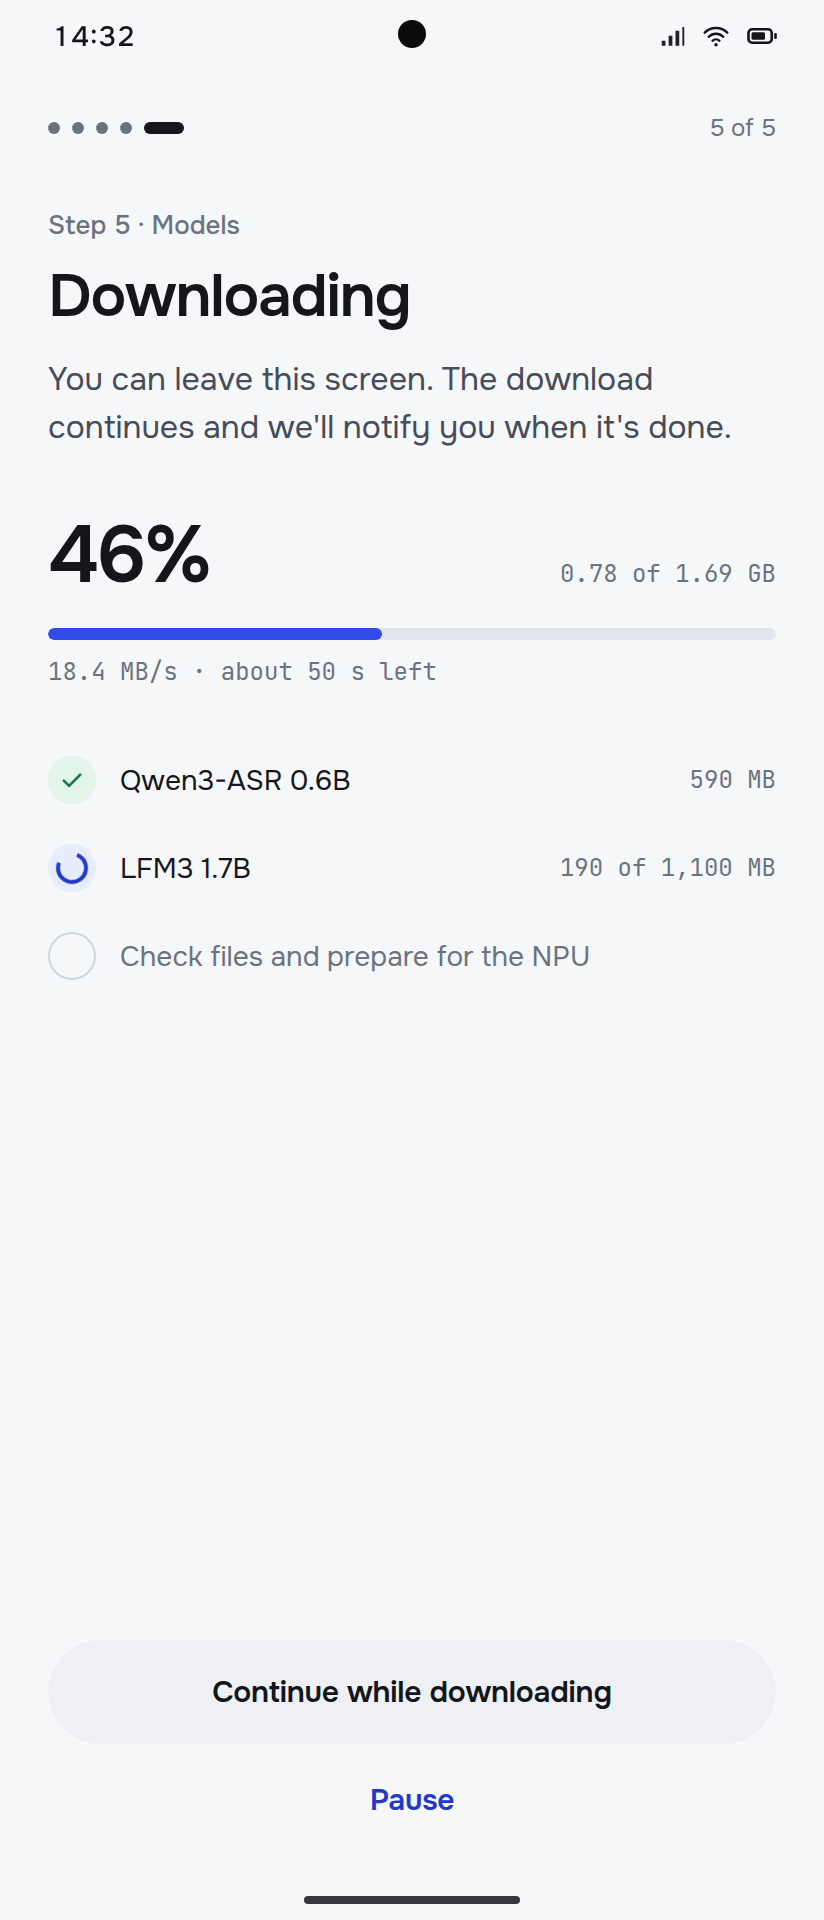 14:32
5 of 5
Step 5 · Models
Downloading
You can leave this screen. The download
continues and we'll notify you when it's done.
46%
0.78 of 1.69 GB
18.4 MB/s · about 50 s left
Qwen3-ASR 0.6B
590 MB
LFM3 1.7B
190 of 1,100 MB
Check files and prepare for the NPU
Continue while downloading
Pause